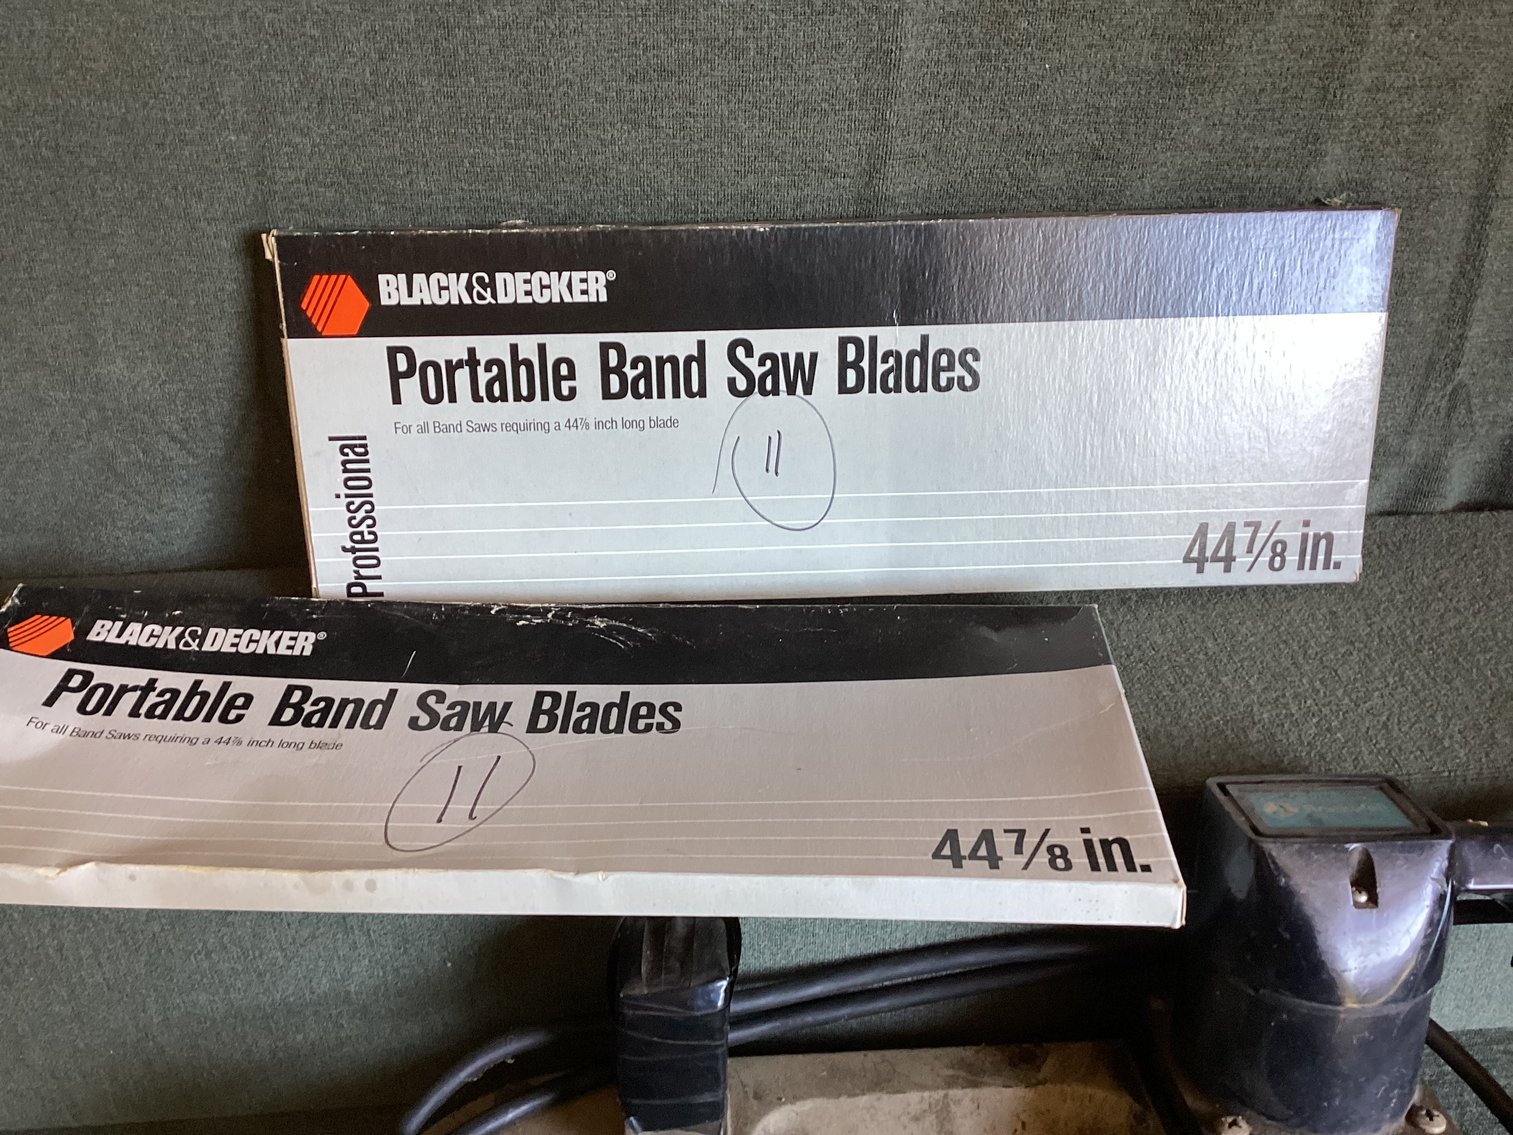 BLACK&DECKER®
Portable Band Saw Blades
For all Band Saws requiring a 44⅞ inch long blade
11
Professional
44⅞ in.
BLACK&DECKER®
Portable Band Saw Blades
For all Band Saws requiring a 44⅞ inch long blade
11
44⅞ in.